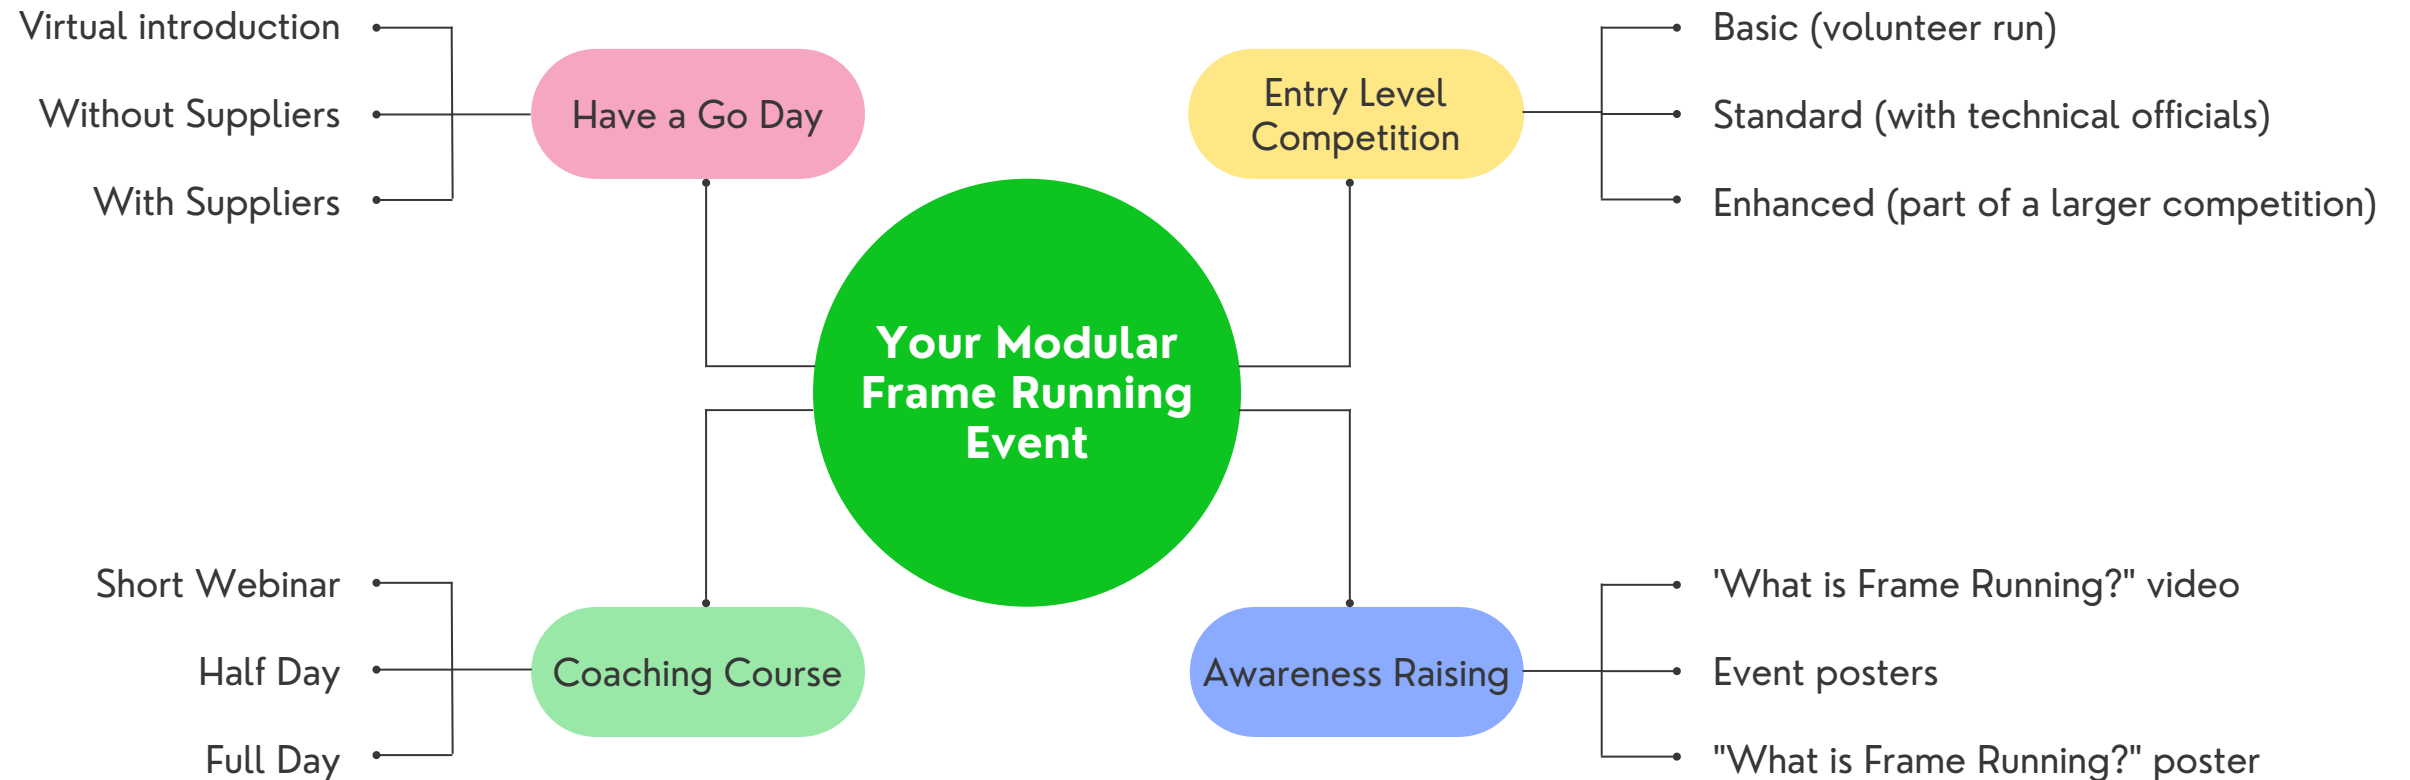 Virtual introduction
Without Suppliers
With Suppliers
Have a Go Day
Entry Level
Competition
Basic (volunteer run)
Standard (with technical officials)
Enhanced (part of a larger competition)
Your Modular
Frame Running
Event
Short Webinar
Half Day
Full Day
Coaching Course
Awareness Raising
'What is Frame Running?" video
Event posters
"What is Frame Running?" poster